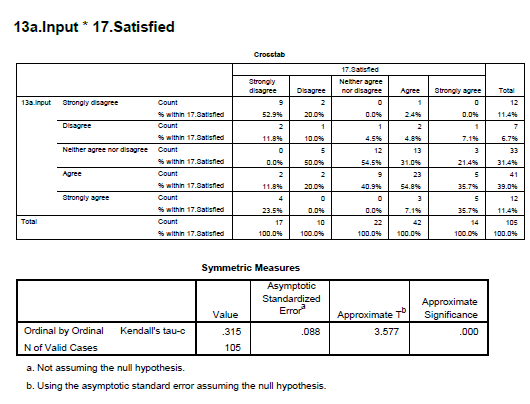 13a.Input * 17.Satisfied
Crosstab
17.Satisfied
Strongly disagree Disagree Neither agree nor disagree Agree Strongly agree Total
13a.Input Strongly disagree Count 9 2 0 1 0 12
% within 17.Satisfied 52.9% 20.0% 0.0% 2.4% 0.0% 11.4%
Disagree Count 2 1 1 2 1 7
% within 17.Satisfied 11.8% 10.0% 4.5% 4.8% 7.1% 6.7%
Neither agree nor disagree Count 0 5 12 13 3 33
% within 17.Satisfied 0.0% 50.0% 54.5% 31.0% 21.4% 31.4%
Agree Count 2 2 9 23 5 41
% within 17.Satisfied 11.8% 20.0% 40.9% 54.8% 35.7% 39.0%
Strongly agree Count 4 0 0 3 5 12
% within 17.Satisfied 23.5% 0.0% 0.0% 7.1% 35.7% 11.4%
Total Count 17 10 22 42 14 105
% within 17.Satisfied 100.0% 100.0% 100.0% 100.0% 100.0% 100.0%
Symmetric Measures
Value Asymptotic Standardized Error^a Approximate T^b Approximate Significance
Ordinal by Ordinal Kendall's tau-c .315 .088 3.577 .000
N of Valid Cases 105
a. Not assuming the null hypothesis.
b. Using the asymptotic standard error assuming the null hypothesis.